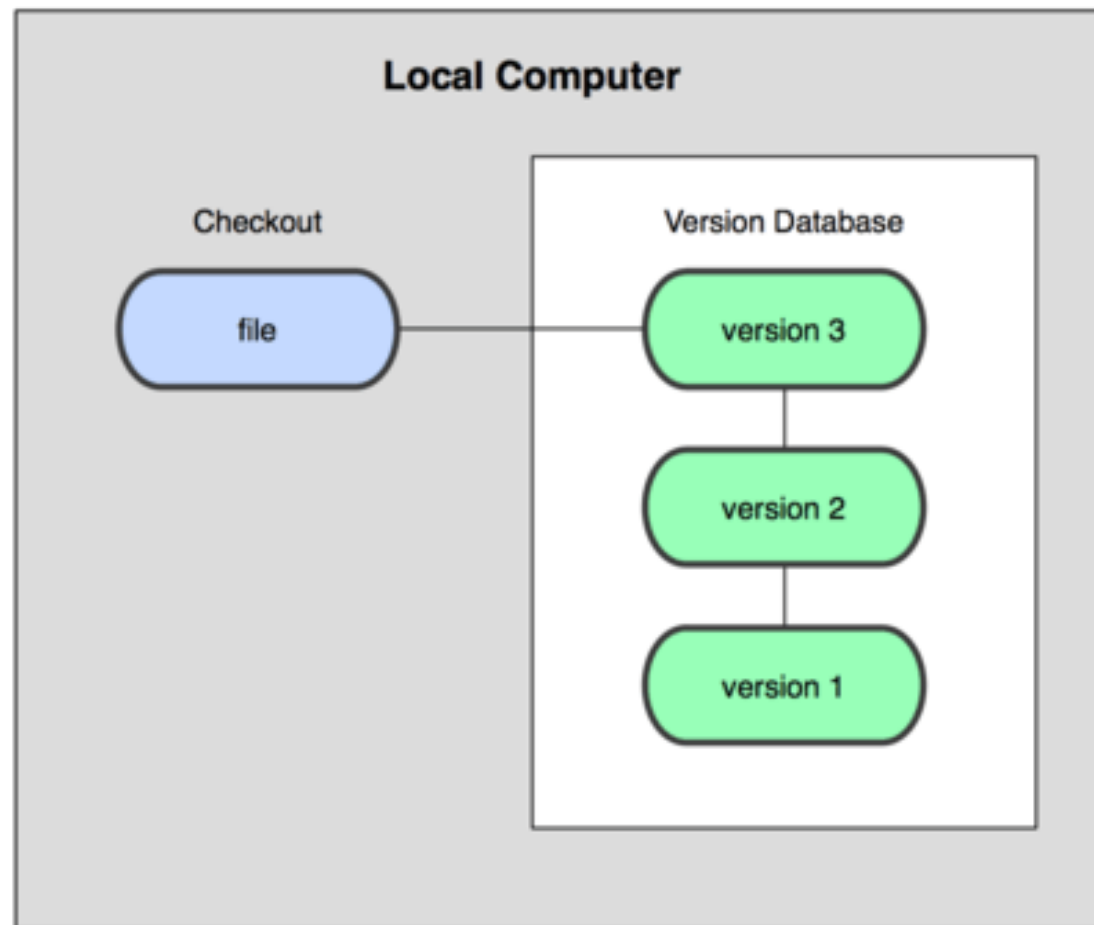 Local Computer
Checkout
Version Database
file
version 3
version 2
version 1